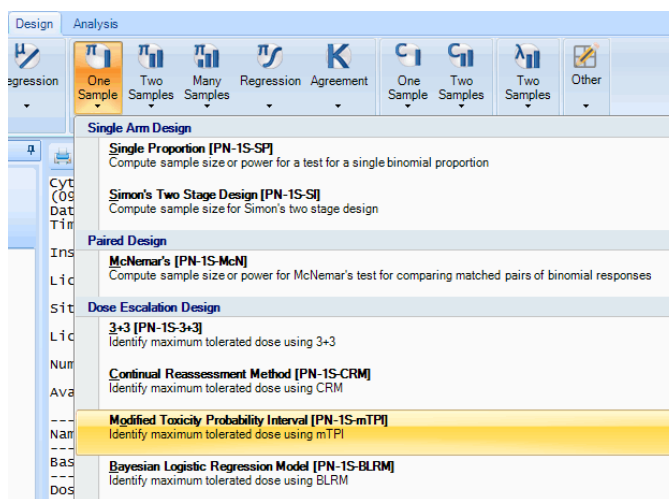 Design Analysis
egression
One Sample
Two Samples
Many Samples
Regression
Agreement
One Sample
Two Samples
Two Samples
Other
Single Arm Design
Single Proportion [PN-1S-SP]
Compute sample size or power for a test for a single binomial proportion
Simon's Two Stage Design [PN-1S-SI]
Compute sample size for Simon's two stage design
Paired Design
McNemar's [PN-1S-McN]
Compute sample size or power for McNemar's test for comparing matched pairs of binomial responses
Dose Escalation Design
3+3 [PN-1S-3+3]
Identify maximum tolerated dose using 3+3
Continual Reassessment Method [PN-1S-CRM]
Identify maximum tolerated dose using CRM
Modified Toxicity Probability Interval [PN-1S-mTPI]
Identify maximum tolerated dose using mTPI
Bayesian Logistic Regression Model [PN-1S-BLRM]
Identify maximum tolerated dose using BLRM
Cyt
(09
Dat
Tim
Ins
Lic
Sit
Lic
Num
Ava
---
Nam
---
Bas
---
Dos